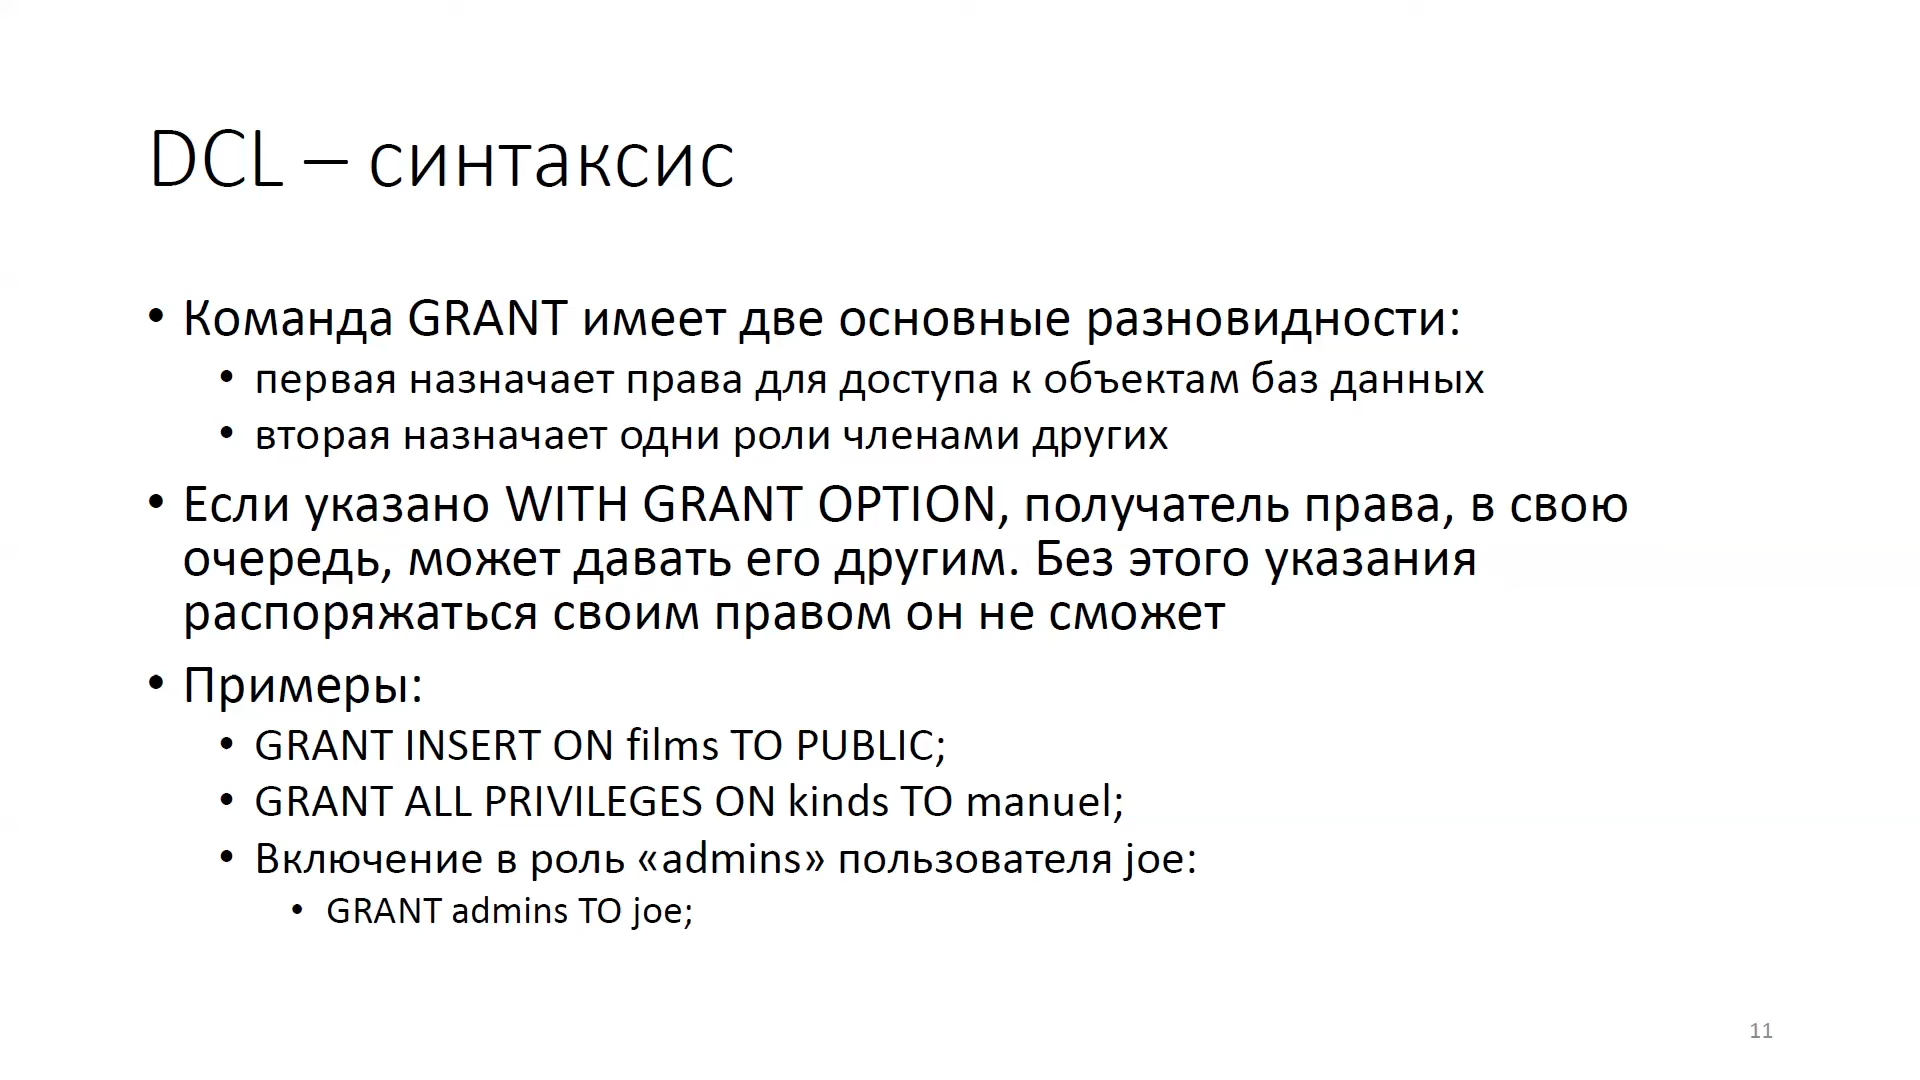 DCL – синтаксис
• Команда GRANT имеет две основные разновидности:
• первая назначает права для доступа к объектам баз данных
• вторая назначает одни роли членами других
• Если указано WITH GRANT OPTION, получатель права, в свою
очередь, может давать его другим. Без этого указания
распоряжаться своим правом он не сможет
• Примеры:
• GRANT INSERT ON films TO PUBLIC;
• GRANT ALL PRIVILEGES ON kinds TO manuel;
• Включение в роль «admins» пользователя joe:
• GRANT admins TO joe;
11